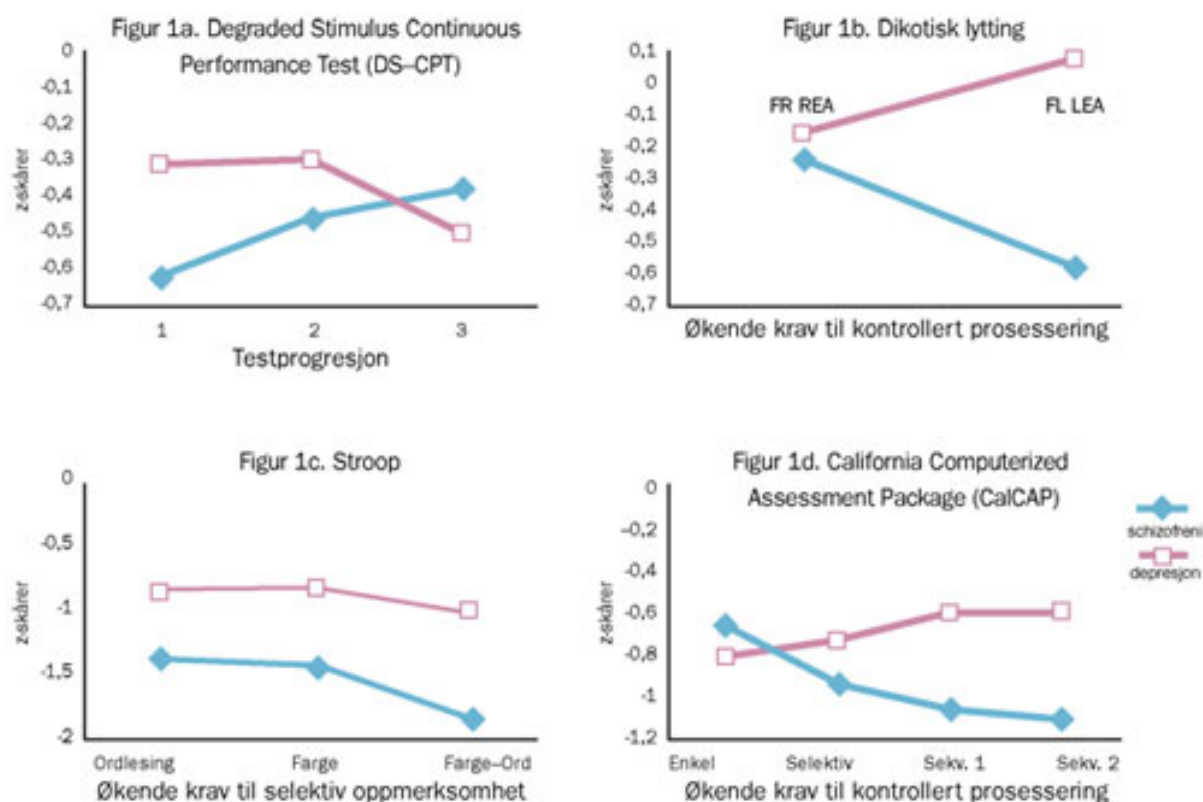 Figur 1a. Degraded Stimulus Continuous
Performance Test (DS–CPT)
0
-0,1
-0,2
-0,3
-0,4
-0,5
-0,6
-0,7
z-skårer
1 2 3
Testprogresjon
Figur 1b. Dikotisk lytting
0,1
0
-0,1
-0,2
-0,3
-0,4
-0,5
-0,6
-0,7
z-skårer
FR REA
FL LEA
Økende krav til kontrollert prosessering
Figur 1c. Stroop
0
-0,5
-1
-1,5
-2
z-skårer
Ordlesing Farge Farge–Ord
Økende krav til selektiv oppmerksomhet
Figur 1d. California Computerized
Assessment Package (CalCAP)
0
-0,2
-0,4
-0,6
-0,8
-1
-1,2
z-skårer
Enkel Selektiv Sekv. 1 Sekv. 2
Økende krav til kontrollert prosessering
schizofreni
depresjon